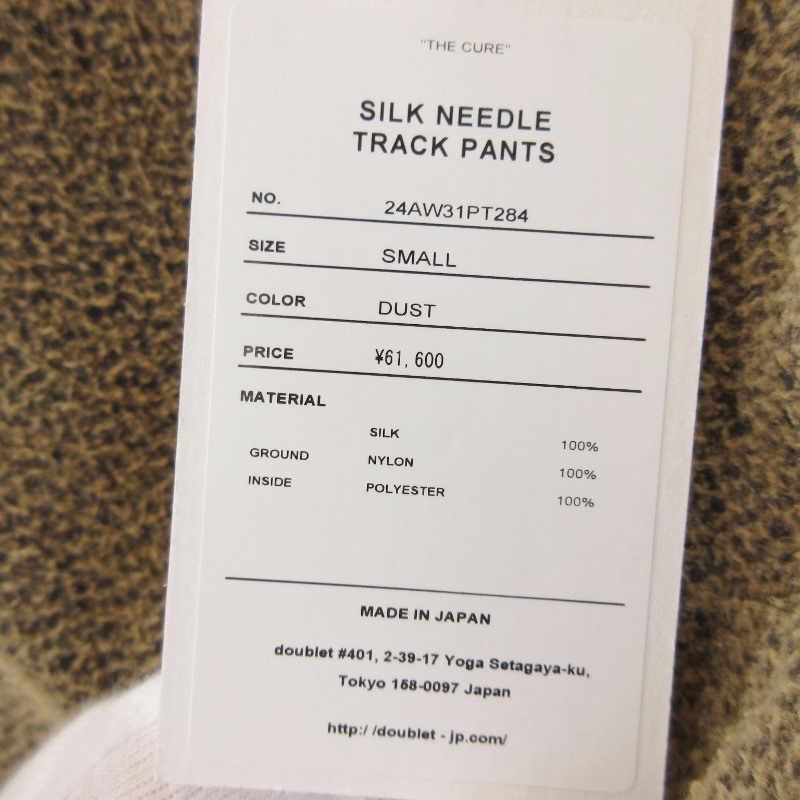 "THE CURE"
SILK NEEDLE
TRACK PANTS
NO. 24AW31PT284
SIZE SMALL
COLOR DUST
PRICE ¥61,600
MATERIAL
SILK 100%
GROUND NYLON 100%
INSIDE POLYESTER 100%
MADE IN JAPAN
doublet #401, 2-39-17 Yoga Setagaya-ku,
Tokyo 158-0097 Japan
http://doublet-jp.com/